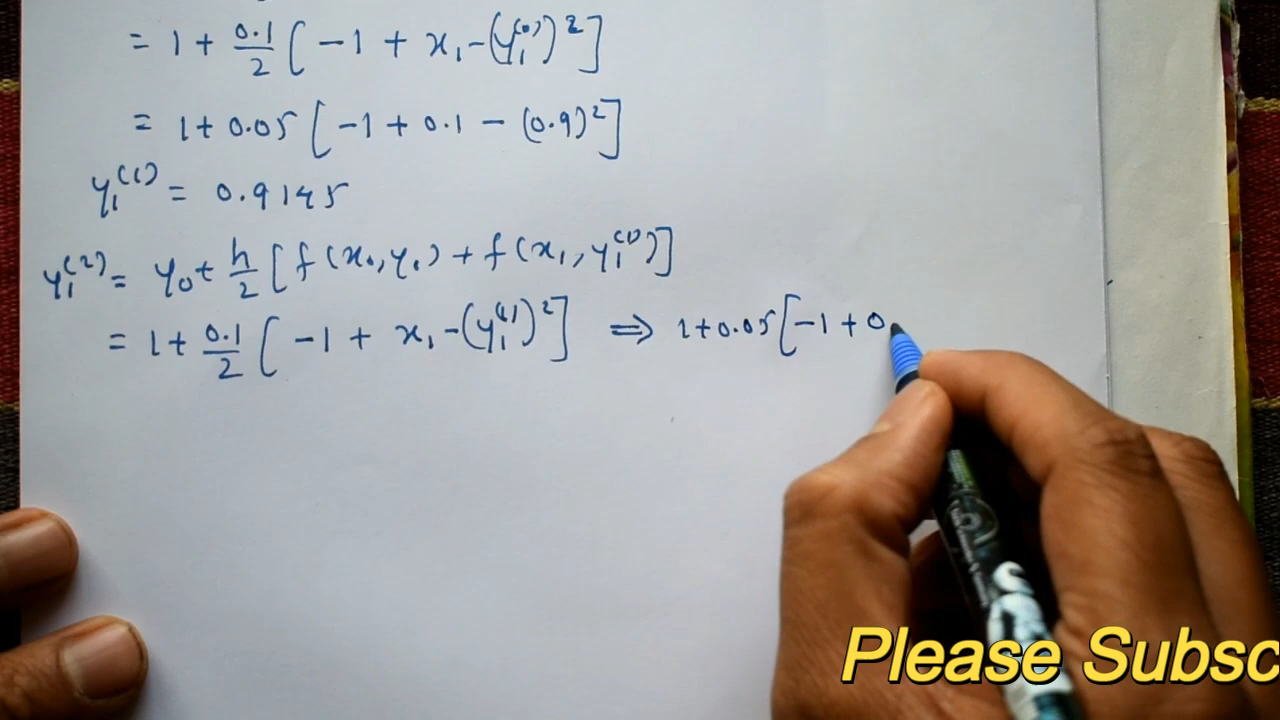 = 1 + 0.1/2 [ -1 + x₁ - (y₁⁽⁰⁾)² ]
= 1 + 0.05 [ -1 + 0.1 - (0.9)² ]
y₁⁽¹⁾ = 0.9145
y₁⁽²⁾ = y₀ + h/2 [ f(x₀, y₀) + f(x₁, y₁⁽¹⁾) ]
= 1 + 0.1/2 [ -1 + x₁ - (y₁⁽¹⁾)² ] ⇒ 1 + 0.05 [ -1 + 0.
Please Subsc